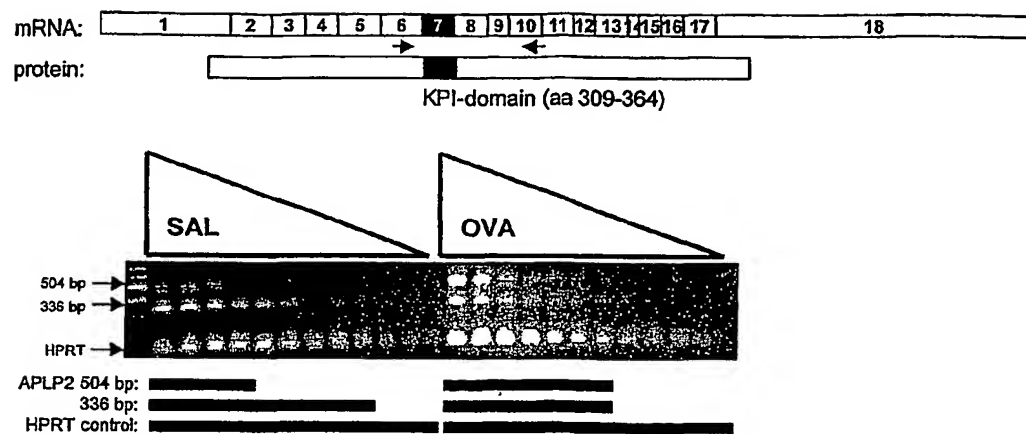 mRNA: 1 2 3 4 5 6 7 8 9 10 11 12 13 14 15 16 17 18
protein:
KPI-domain (aa 309-364)
SAL OVA
504 bp
336 bp
HPRT
APLP2 504 bp:
336 bp:
HPRT control: